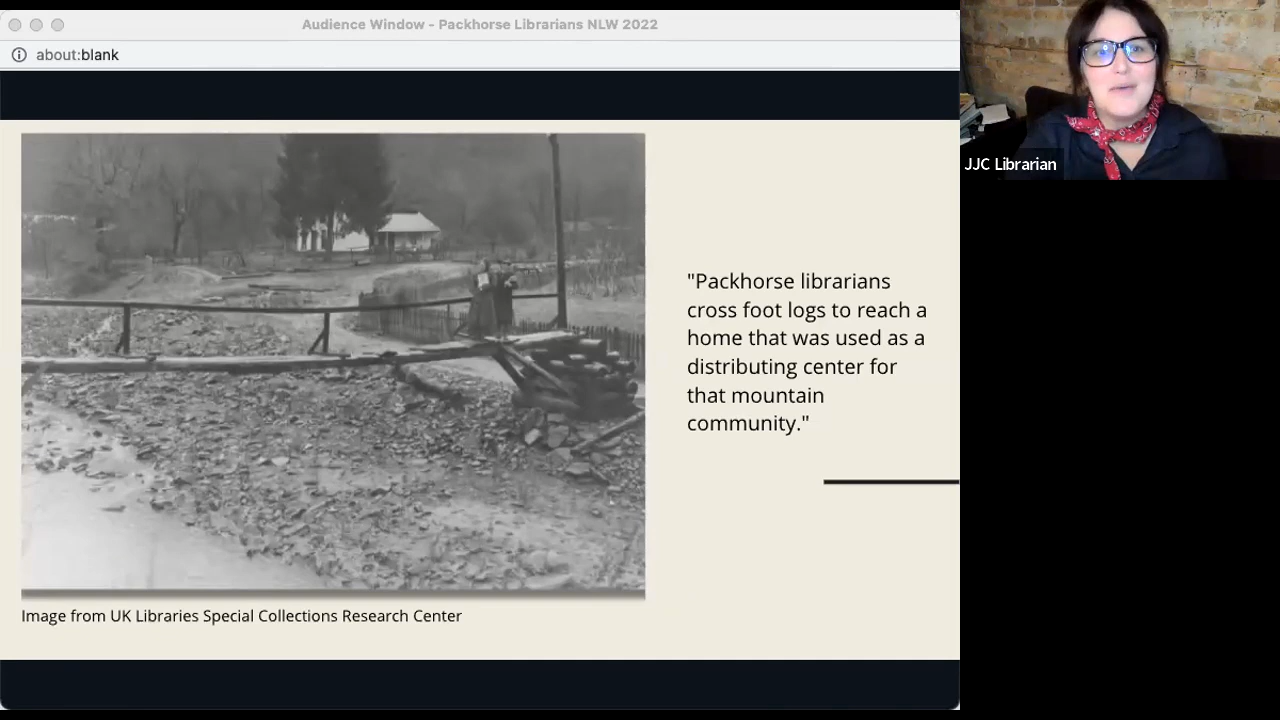 Audience Window - Packhorse Librarians NLW 2022
about:blank
"Packhorse librarians
cross foot logs to reach a
home that was used as a
distributing center for
that mountain
community."
Image from UK Libraries Special Collections Research Center
JJC Librarian